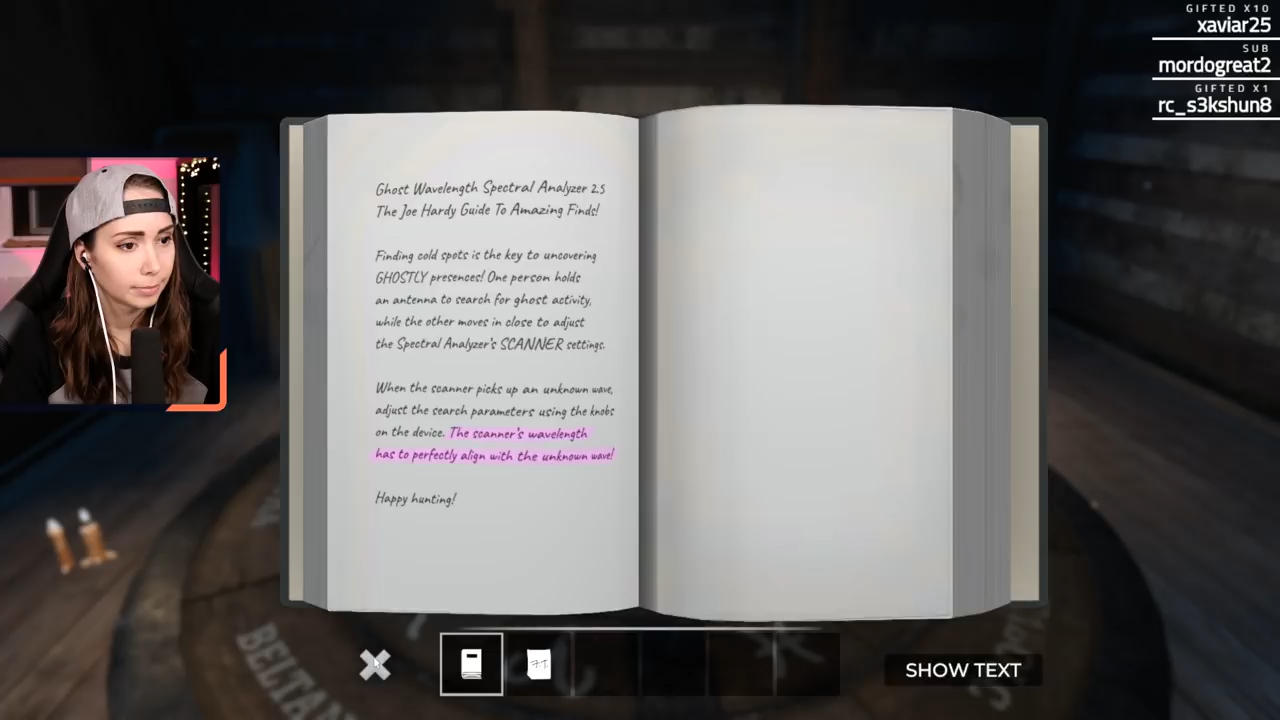 GIFTED X10
xaviar25
SUB
mordogreat2
GIFTED X1
rc_s3kshun8
Ghost Wavelength Spectral Analyzer 2.5
The Joe Hardy Guide To Amazing Finds!
Finding cold spots is the key to uncovering
GHOSTLY presences! One person holds
an antenna to search for ghost activity,
while the other moves in close to adjust
the Spectral Analyzer's SCANNER settings.
When the scanner picks up an unknown wave,
adjust the search parameters using the knobs
on the device. The scanner's wavelength
has to perfectly align with the unknown wave!
Happy hunting!
SHOW TEXT